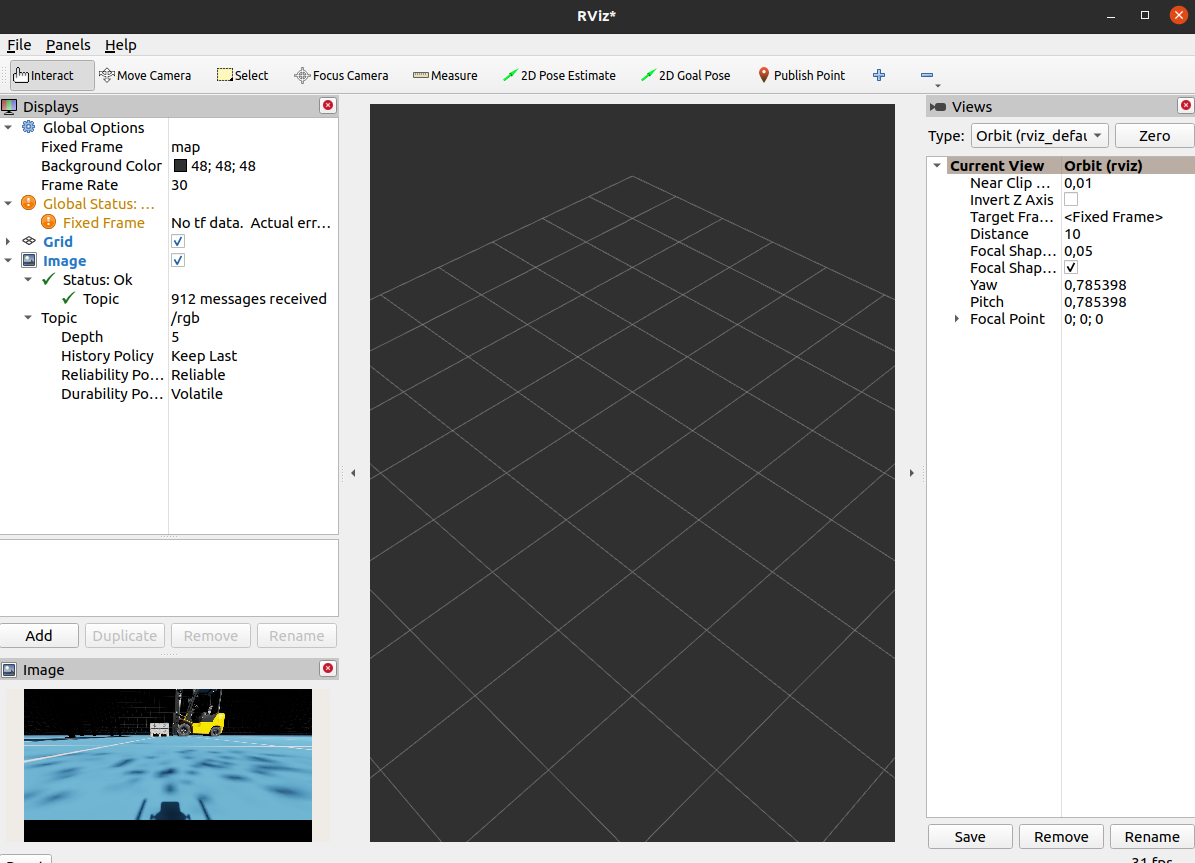 RViz*
File Panels Help
Interact Move Camera Select Focus Camera Measure 2D Pose Estimate 2D Goal Pose Publish Point
Displays
Global Options
Fixed Frame map
Background Color 48; 48; 48
Frame Rate 30
Global Status: ...
Fixed Frame No tf data.  Actual err...
Grid
Image
Status: Ok
Topic 912 messages received
Topic /rgb
Depth 5
History Policy Keep Last
Reliability Po... Reliable
Durability Po... Volatile
Add Duplicate Remove Rename
Image
Views
Type: Orbit (rviz_defau Zero
Current View Orbit (rviz)
Near Clip ... 0,01
Invert Z Axis
Target Fra... <Fixed Frame>
Distance 10
Focal Shap... 0,05
Focal Shap...
Yaw 0,785398
Pitch 0,785398
Focal Point 0; 0; 0
Save Remove Rename
31 fps